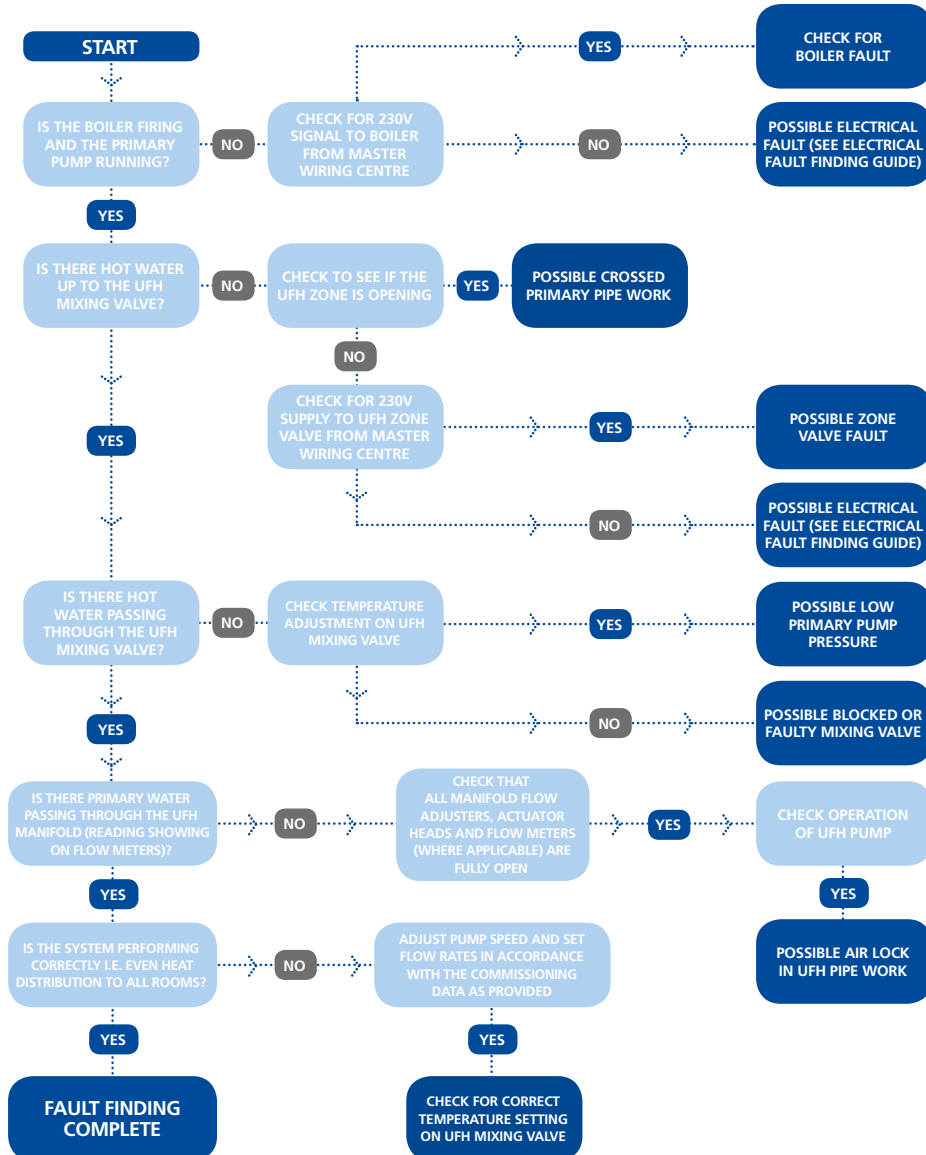 START
YES
CHECK FOR
BOILER FAULT
IS THE BOILER FIRING
AND THE PRIMARY
PUMP RUNNING?
NO
CHECK FOR 230V
SIGNAL TO BOILER
FROM MASTER
WIRING CENTRE
NO
POSSIBLE ELECTRICAL
FAULT (SEE ELECTRICAL
FAULT FINDING GUIDE)
YES
IS THERE HOT WATER
UP TO THE UFH
MIXING VALVE?
NO
CHECK TO SEE IF THE
UFH ZONE IS OPENING
YES
POSSIBLE CROSSED
PRIMARY PIPE WORK
NO
YES
CHECK FOR 230V
SUPPLY TO UFH ZONE
VALVE FROM MASTER
WIRING CENTRE
YES
POSSIBLE ZONE
VALVE FAULT
NO
POSSIBLE ELECTRICAL
FAULT (SEE ELECTRICAL
FAULT FINDING GUIDE)
IS THERE HOT
WATER PASSING
THROUGH THE UFH
MIXING VALVE?
NO
CHECK TEMPERATURE
ADJUSTMENT ON UFH
MIXING VALVE
YES
POSSIBLE LOW
PRIMARY PUMP
PRESSURE
YES
NO
POSSIBLE BLOCKED OR
FAULTY MIXING VALVE
IS THERE PRIMARY WATER
PASSING THROUGH THE UFH
MANIFOLD (READING SHOWING
ON FLOW METERS)?
NO
CHECK THAT
ALL MANIFOLD FLOW
ADJUSTERS, ACTUATOR
HEADS AND FLOW METERS
(WHERE APPLICABLE) ARE
FULLY OPEN
YES
CHECK OPERATION
OF UFH PUMP
YES
YES
IS THE SYSTEM PERFORMING
CORRECTLY I.E. EVEN HEAT
DISTRIBUTION TO ALL ROOMS?
NO
ADJUST PUMP SPEED AND SET
FLOW RATES IN ACCORDANCE
WITH THE COMMISSIONING
DATA AS PROVIDED
POSSIBLE AIR LOCK
IN UFH PIPE WORK
YES
YES
FAULT FINDING
COMPLETE
CHECK FOR CORRECT
TEMPERATURE SETTING
ON UFH MIXING VALVE